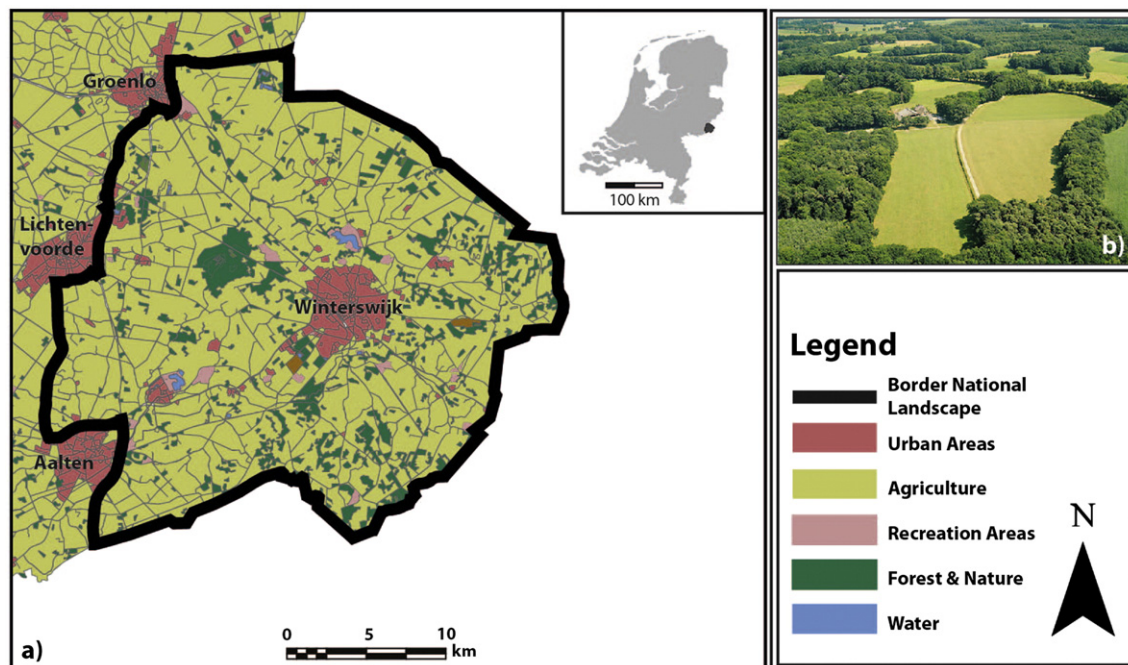 Groenlo
Lichten-
voorde
Winterswijk
Aalten
a)
0 5 10
km
100 km
b)
Legend
Border National
Landscape
Urban Areas
Agriculture
Recreation Areas
Forest & Nature
Water
N